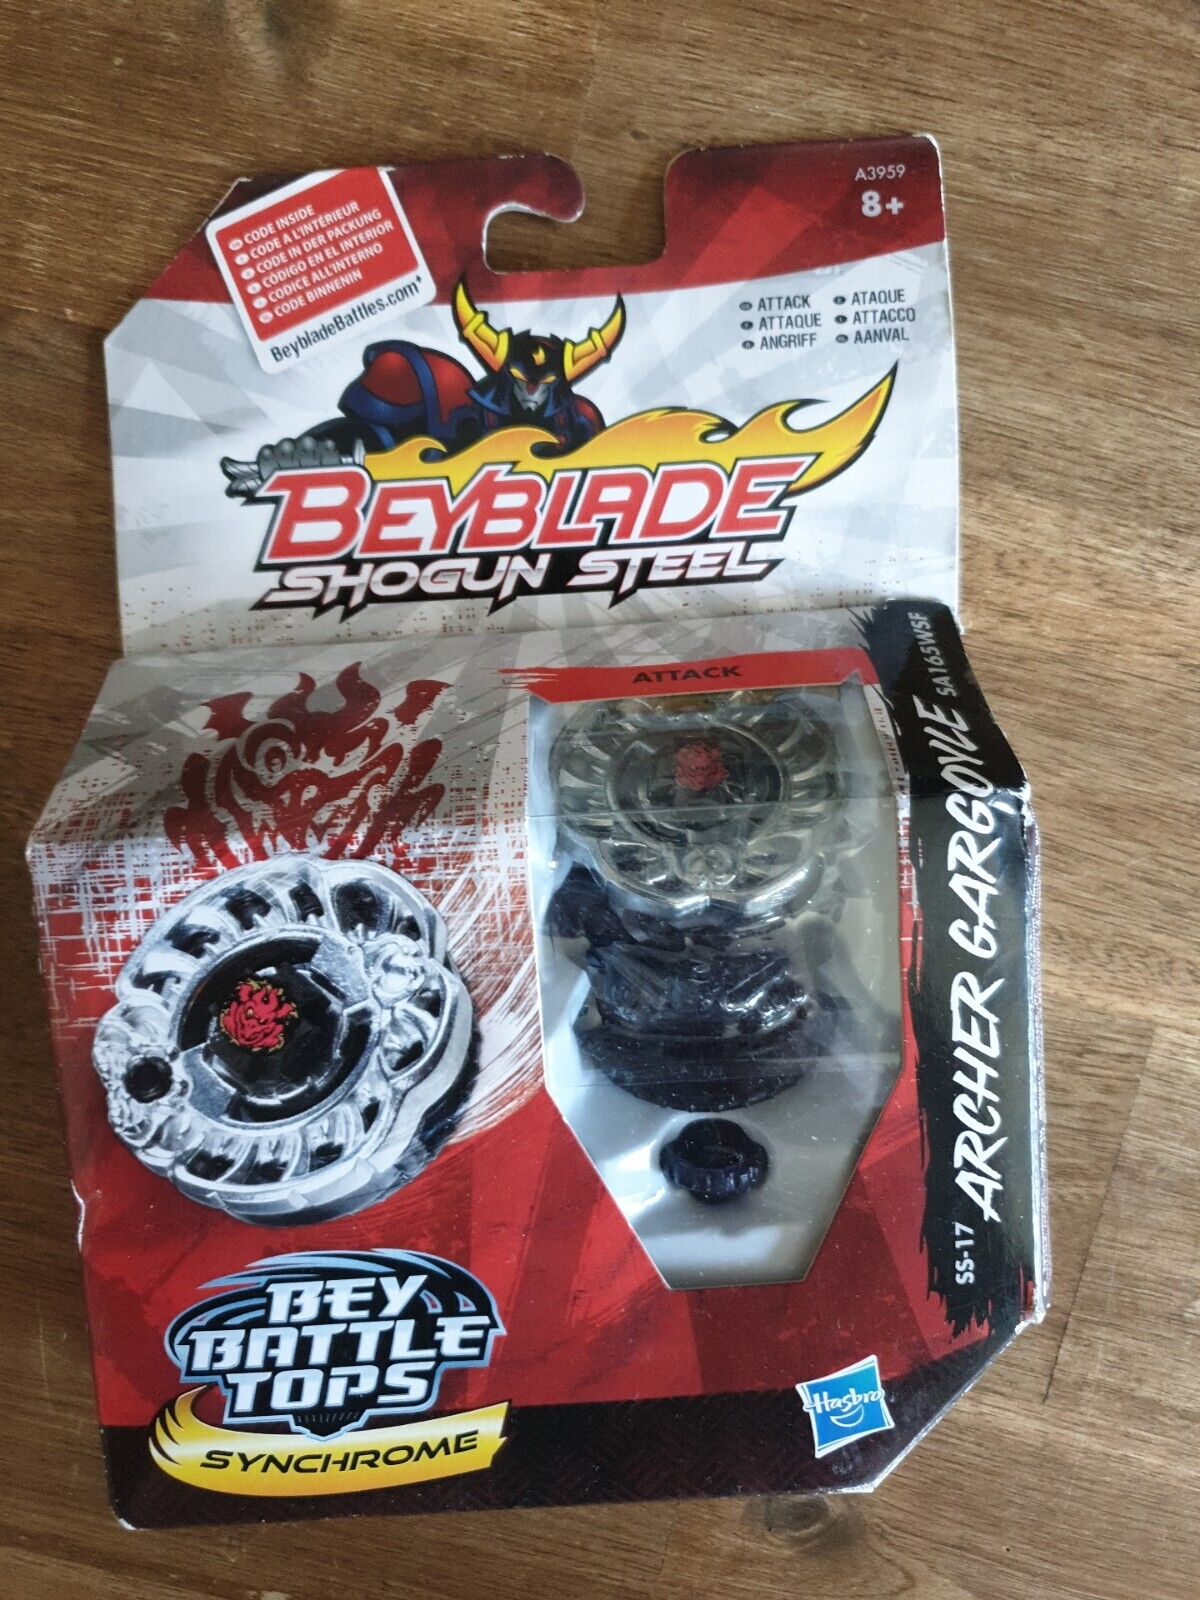 A3959
8+
CODE INSIDE
CODE A L'INTÉRIEUR
CODE IN DER PACKUNG
CÓDIGO EN EL INTERIOR
CODICE ALL'INTERNO
CODE BINNENIN
BeybladeBattles.com*
ATTACK
ATTAQUE
ANGRIFF
ATAQUE
ATTACCO
AANVAL
BEYBLADE
SHOGUN STEEL
ATTACK
SS-17 ARCHER GARGOYLE SA165WSF
BEY
BATTLE
TOPS
SYNCHROME
Hasbro